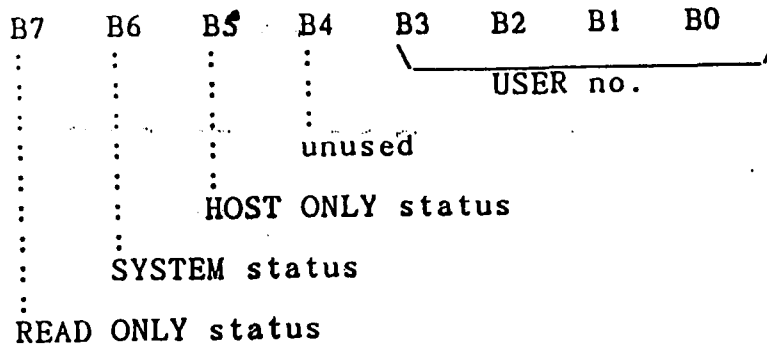 B7 B6 B5 B4 B3 B2 B1 B0
USER no.
unused
HOST ONLY status
SYSTEM status
READ ONLY status